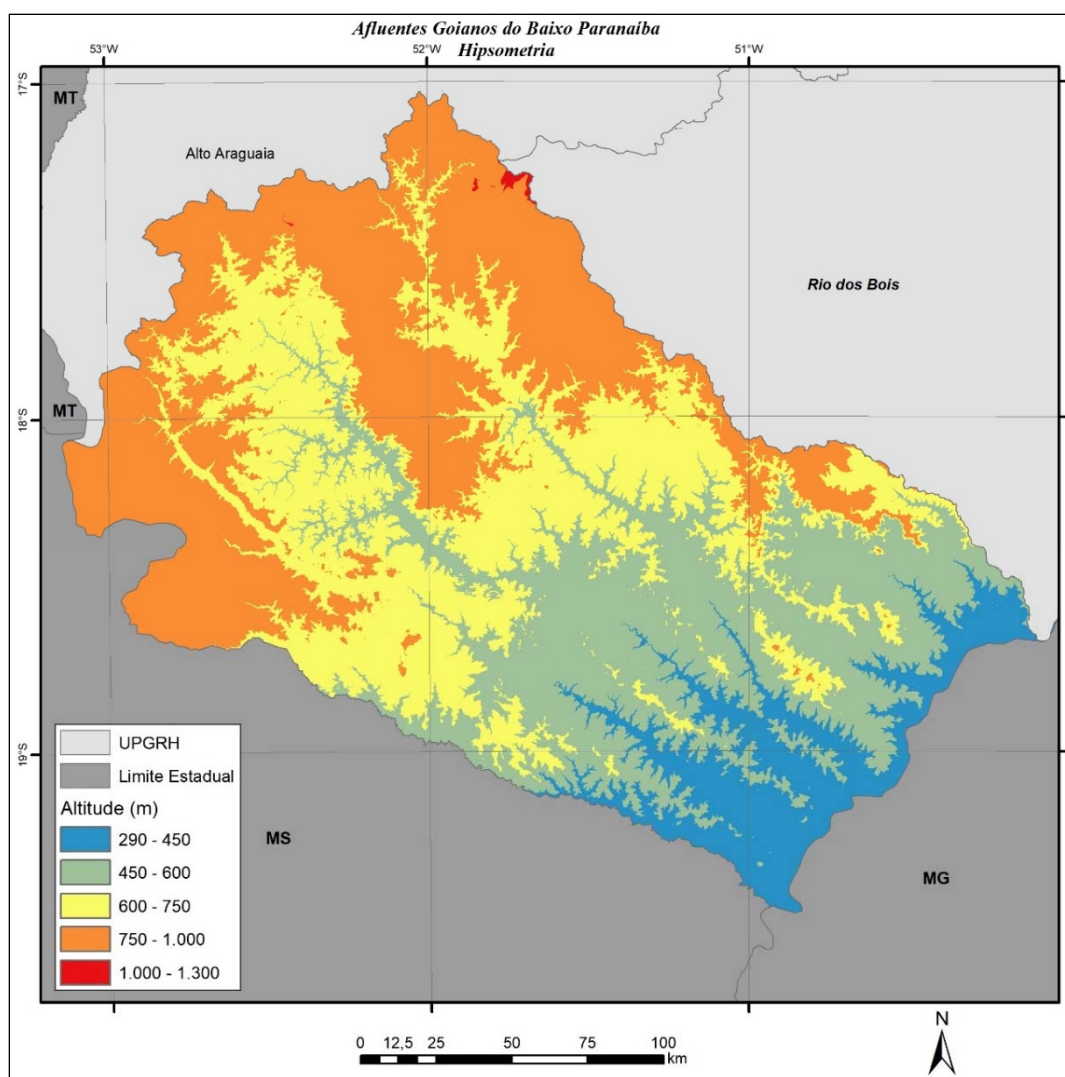 Afluentes Goianos do Baixo Paranaíba
Hipsometria
53°W
52°W
51°W
17°S
MT
Alto Araguaia
Rio dos Bois
MT
18°S
19°S
UPGRH
Limite Estadual
Altitude (m)
290 - 450
450 - 600
600 - 750
750 - 1.000
1.000 - 1.300
MS
MG
N
0 12,5 25 50 75 100
km